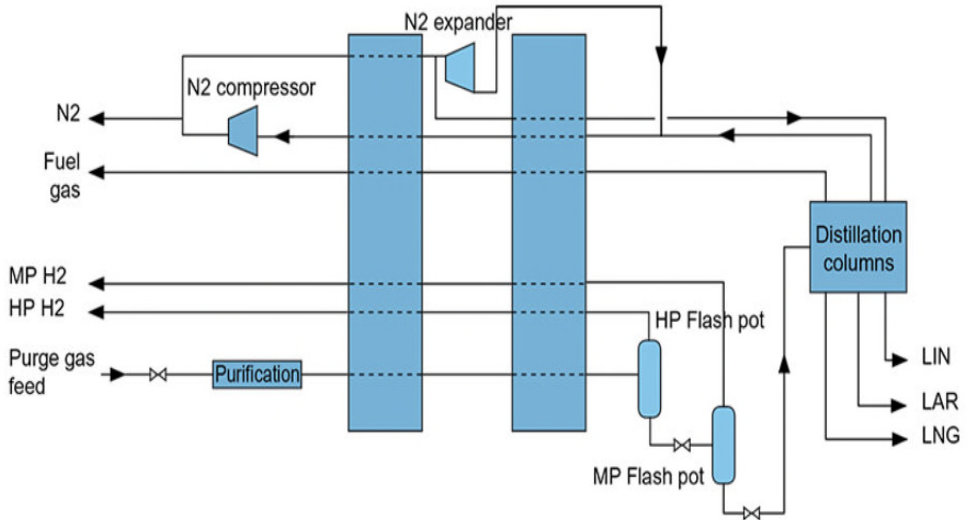 N2 expander
N2 compressor
N2
Fuel
gas
Distillation
columns
MP H2
HP H2
HP Flash pot
Purge gas
feed
Purification
LIN
LAR
LNG
MP Flash pot